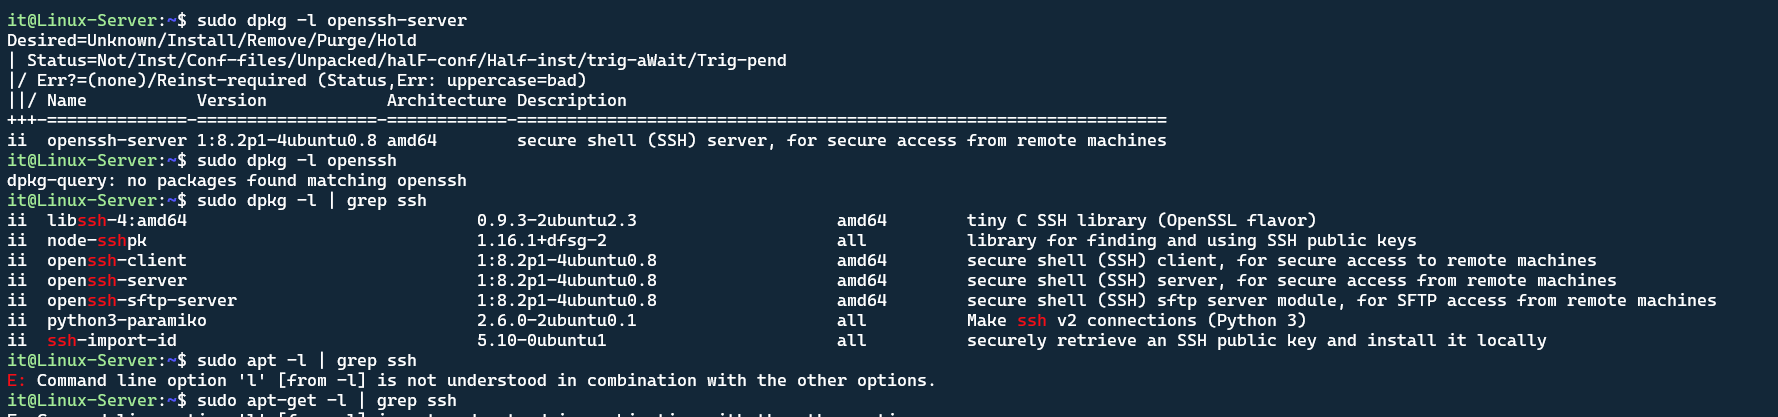 it@Linux-Server:~$ sudo dpkg -l openssh-server
Desired=Unknown/Install/Remove/Purge/Hold
| Status=Not/Inst/Conf-files/Unpacked/halF-conf/Half-inst/trig-aWait/Trig-pend
|/ Err?=(none)/Reinst-required (Status,Err: uppercase=bad)
||/ Name           Version            Architecture Description
+++-==============-==================-============-=================================================================
ii  openssh-server 1:8.2p1-4ubuntu0.8 amd64        secure shell (SSH) server, for secure access from remote machines
it@Linux-Server:~$ sudo dpkg -l openssh
dpkg-query: no packages found matching openssh
it@Linux-Server:~$ sudo dpkg -l | grep ssh
ii  libssh-4:amd64                             0.9.3-2ubuntu2.3                    amd64        tiny C SSH library (OpenSSL flavor)
ii  node-sshpk                                 1.16.1+dfsg-2                       all          library for finding and using SSH public keys
ii  openssh-client                             1:8.2p1-4ubuntu0.8                  amd64        secure shell (SSH) client, for secure access to remote machines
ii  openssh-server                             1:8.2p1-4ubuntu0.8                  amd64        secure shell (SSH) server, for secure access from remote machines
ii  openssh-sftp-server                        1:8.2p1-4ubuntu0.8                  amd64        secure shell (SSH) sftp server module, for SFTP access from remote machines
ii  python3-paramiko                           2.6.0-2ubuntu0.1                    all          Make ssh v2 connections (Python 3)
ii  ssh-import-id                              5.10-0ubuntu1                       all          securely retrieve an SSH public key and install it locally
it@Linux-Server:~$ sudo apt -l | grep ssh
E: Command line option 'l' [from -l] is not understood in combination with the other options.
it@Linux-Server:~$ sudo apt-get -l | grep ssh